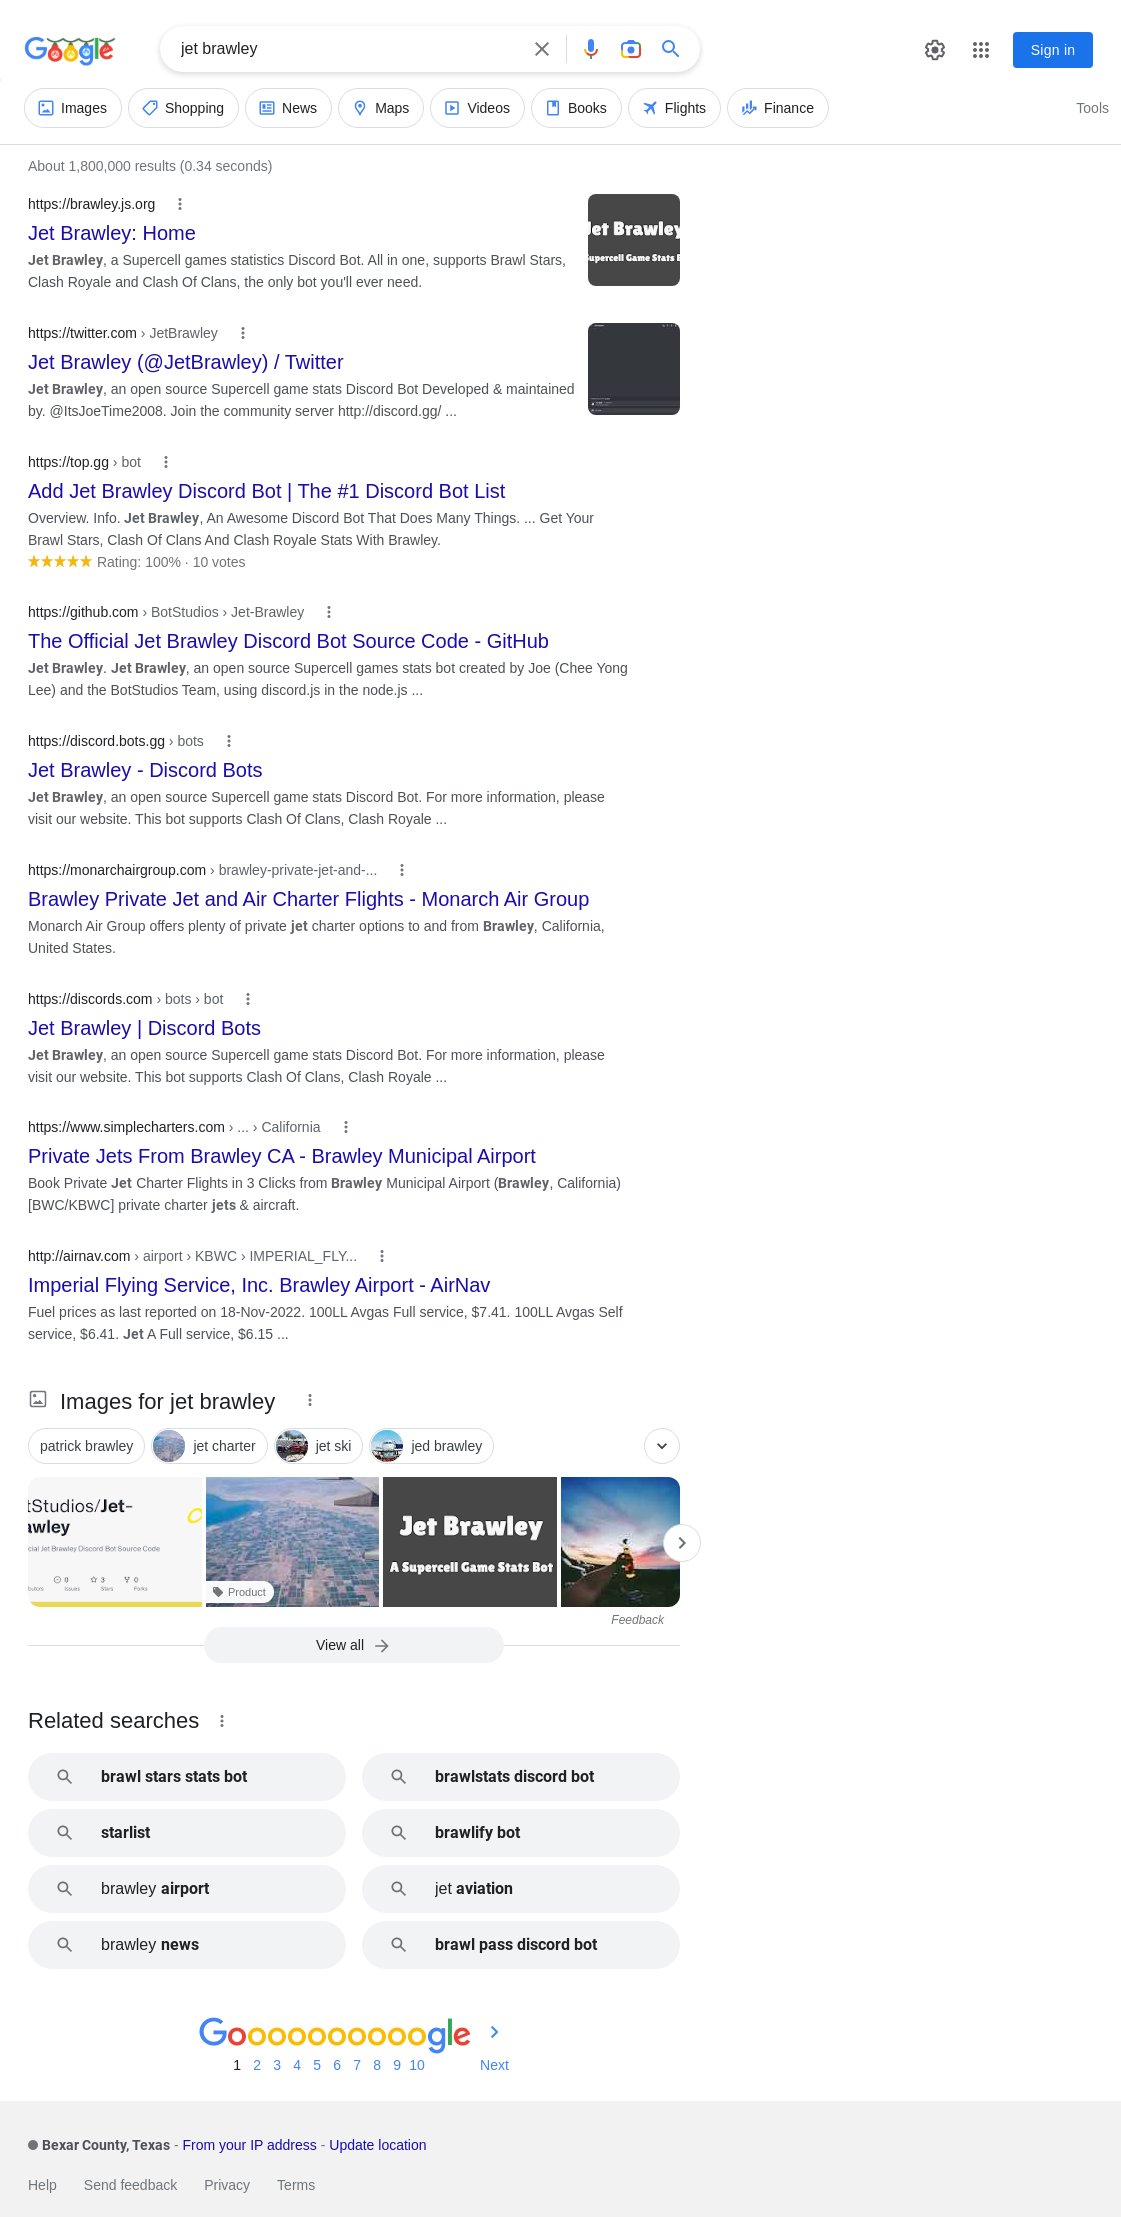 Google
jet brawley
Sign in
Images
Shopping
News
Maps
Videos
Books
Flights
Finance
Tools
About 1,800,000 results (0.34 seconds)
https://brawley.js.org
Jet Brawley: Home
Jet Brawley, a Supercell games statistics Discord Bot. All in one, supports Brawl Stars,
Clash Royale and Clash Of Clans, the only bot you'll ever need.
Jet Brawley
Supercell Game Stats B
https://twitter.com › JetBrawley
Jet Brawley (@JetBrawley) / Twitter
Jet Brawley, an open source Supercell game stats Discord Bot Developed & maintained
by. @ItsJoeTime2008. Join the community server http://discord.gg/ ...
https://top.gg › bot
Add Jet Brawley Discord Bot | The #1 Discord Bot List
Overview. Info. Jet Brawley, An Awesome Discord Bot That Does Many Things. ... Get Your
Brawl Stars, Clash Of Clans And Clash Royale Stats With Brawley.
Rating: 100% · 10 votes
https://github.com › BotStudios › Jet-Brawley
The Official Jet Brawley Discord Bot Source Code - GitHub
Jet Brawley. Jet Brawley, an open source Supercell games stats bot created by Joe (Chee Yong
Lee) and the BotStudios Team, using discord.js in the node.js ...
https://discord.bots.gg › bots
Jet Brawley - Discord Bots
Jet Brawley, an open source Supercell game stats Discord Bot. For more information, please
visit our website. This bot supports Clash Of Clans, Clash Royale ...
https://monarchairgroup.com › brawley-private-jet-and-...
Brawley Private Jet and Air Charter Flights - Monarch Air Group
Monarch Air Group offers plenty of private jet charter options to and from Brawley, California,
United States.
https://discords.com › bots › bot
Jet Brawley | Discord Bots
Jet Brawley, an open source Supercell game stats Discord Bot. For more information, please
visit our website. This bot supports Clash Of Clans, Clash Royale ...
https://www.simplecharters.com › ... › California
Private Jets From Brawley CA - Brawley Municipal Airport
Book Private Jet Charter Flights in 3 Clicks from Brawley Municipal Airport (Brawley, California)
[BWC/KBWC] private charter jets & aircraft.
http://airnav.com › airport › KBWC › IMPERIAL_FLY...
Imperial Flying Service, Inc. Brawley Airport - AirNav
Fuel prices as last reported on 18-Nov-2022. 100LL Avgas Full service, $7.41. 100LL Avgas Self
service, $6.41. Jet A Full service, $6.15 ...
Images for jet brawley
patrick brawley
jet charter
jet ski
jed brawley
tStudios/Jet-
awley
cial Jet Brawley Discord Bot Source Code
0
3
0
butors
Issues
Stars
Forks
Product
Jet Brawley
A Supercell Game Stats Bot
Feedback
View all
Related searches
brawl stars stats bot
brawlstats discord bot
starlist
brawlify bot
brawley airport
jet aviation
brawley news
brawl pass discord bot
Goooooooooogle
1 2 3 4 5 6 7 8 9 10 Next
Bexar County, Texas - From your IP address - Update location
Help
Send feedback
Privacy
Terms